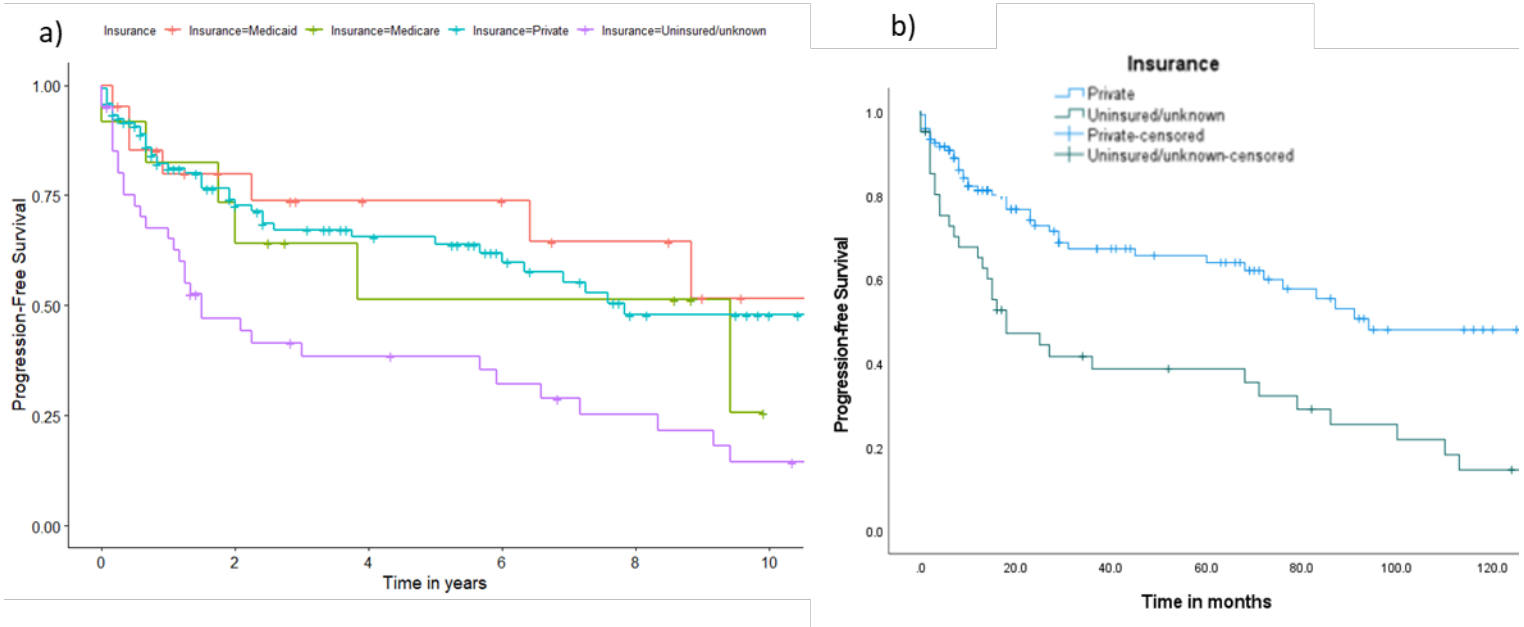 a)
Insurance Insurance=Medicaid Insurance=Medicare Insurance=Private Insurance=Uninsured/unknown
1.00
0.75
0.50
0.25
0.00
Progression-Free Survival
0 2 4 6 8 10
Time in years
b)
Insurance
Private
Uninsured/unknown
Private-censored
Uninsured/unknown-censored
1.0
0.8
0.6
0.4
0.2
0.0
Progression-free Survival
.0 20.0 40.0 60.0 80.0 100.0 120.0
Time in months